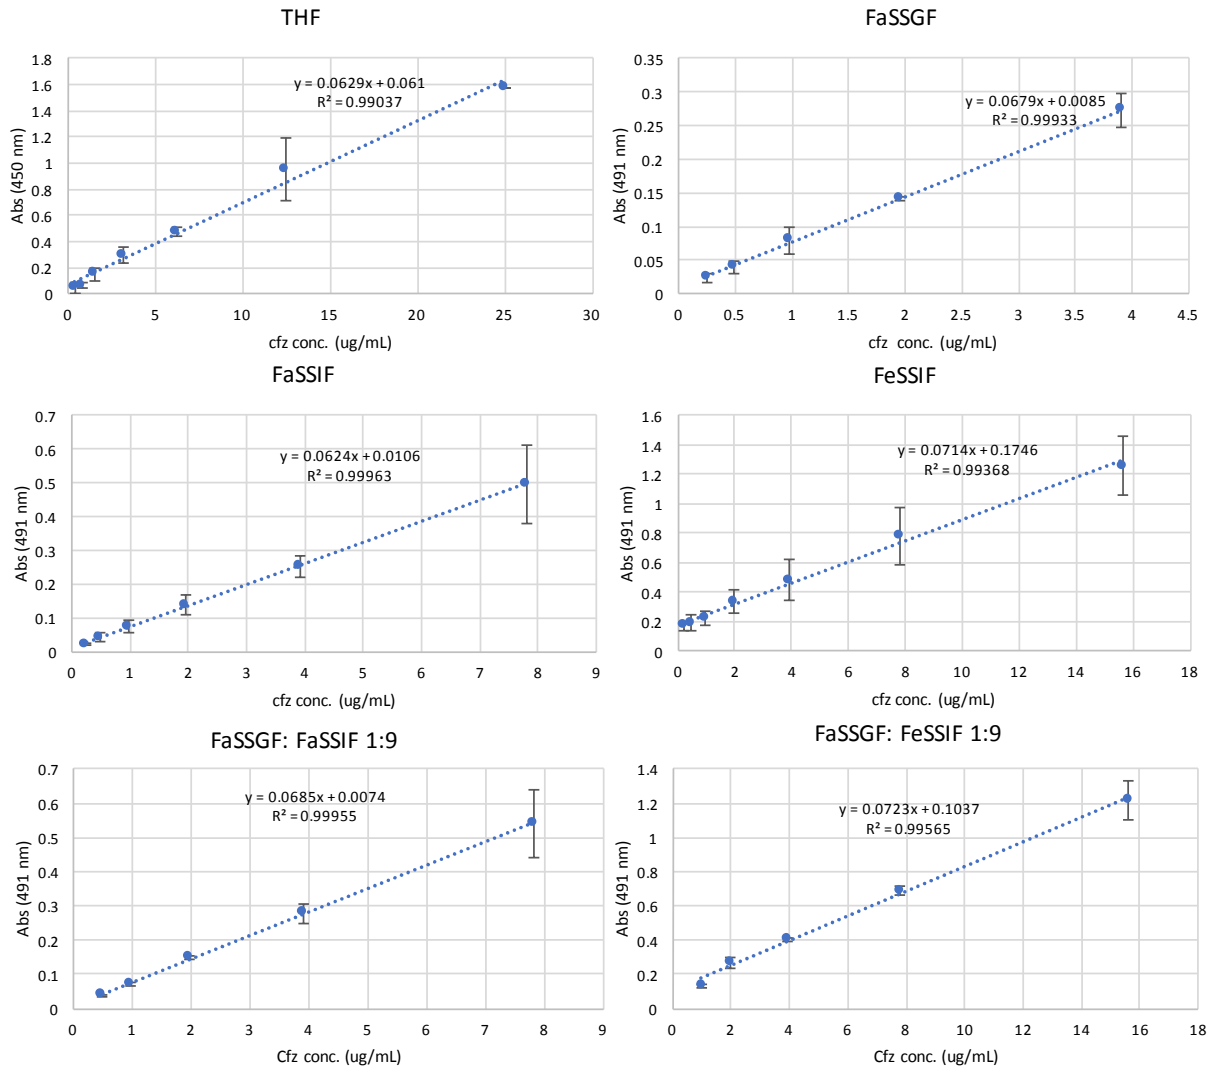 THF
y = 0.0629x + 0.061
R² = 0.99037
Abs (450 nm)
1.8
1.6
1.4
1.2
1
0.8
0.6
0.4
0.2
0
0 5 10 15 20 25 30
cfz conc. (ug/mL)
FaSSGF
y = 0.0679x + 0.0085
R² = 0.99933
Abs (491 nm)
0.35
0.3
0.25
0.2
0.15
0.1
0.05
0
0 0.5 1 1.5 2 2.5 3 3.5 4 4.5
cfz conc. (ug/mL)
FaSSIF
y = 0.0624x + 0.0106
R² = 0.99963
Abs (491 nm)
0.7
0.6
0.5
0.4
0.3
0.2
0.1
0
0 1 2 3 4 5 6 7 8 9
cfz conc. (ug/mL)
FeSSIF
y = 0.0714x + 0.1746
R² = 0.99368
Abs (491 nm)
1.6
1.4
1.2
1
0.8
0.6
0.4
0.2
0
0 2 4 6 8 10 12 14 16 18
cfz conc. (ug/mL)
FaSSGF: FaSSIF 1:9
y = 0.0685x + 0.0074
R² = 0.99955
Abs (491 nm)
0.7
0.6
0.5
0.4
0.3
0.2
0.1
0
0 1 2 3 4 5 6 7 8 9
Cfz conc. (ug/mL)
FaSSGF: FeSSIF 1:9
y = 0.0723x + 0.1037
R² = 0.99565
Abs (491 nm)
1.4
1.2
1
0.8
0.6
0.4
0.2
0
0 2 4 6 8 10 12 14 16 18
Cfz conc. (ug/mL)